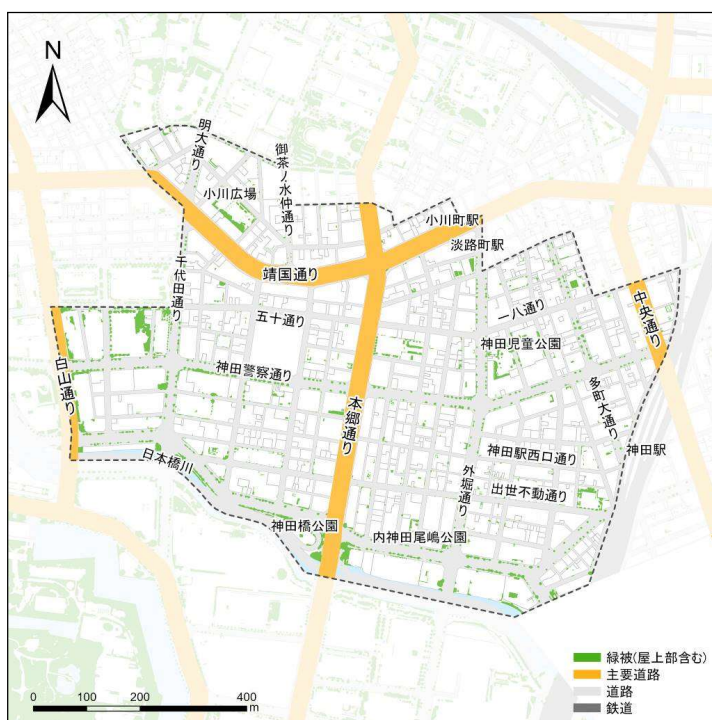 N
明大通り
御茶ノ水仲通り
小川広場
小川町駅
淡路町駅
靖国通り
千代田通り
五十通り
一八通り
中央通り
神田児童公園
白山通り
神田警察通り
本郷通り
多町大通り
神田駅西口通り
神田駅
日本橋川
外堀通り
出世不動通り
神田橋公園
内神田尾嶋公園
緑被(屋上部含む)
主要道路
道路
鉄道
0 100 200 400 m